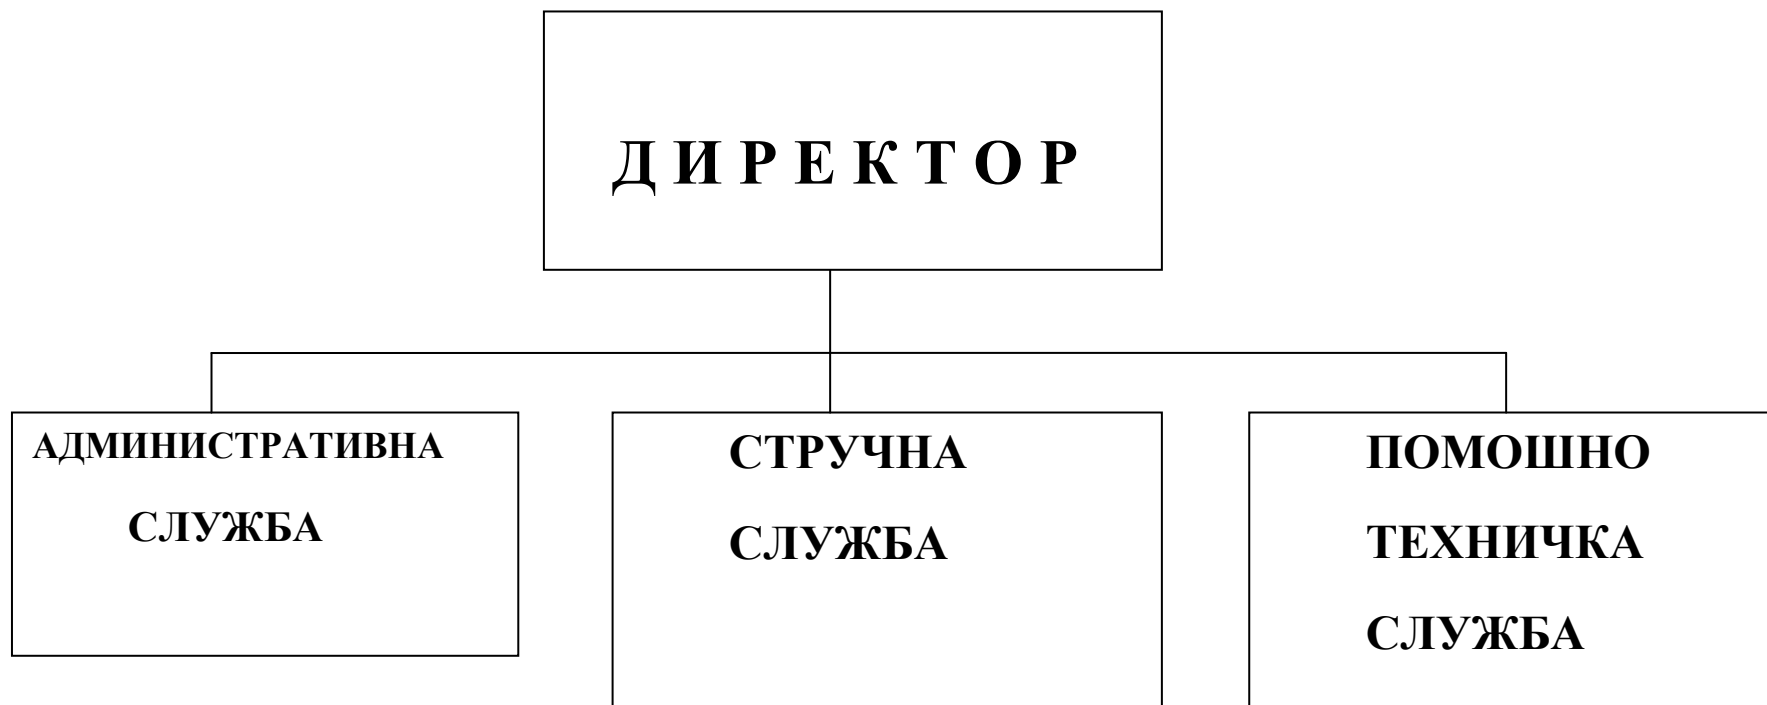 Д И Р Е К Т О Р
АДМИНИСТРАТИВНА
СЛУЖБА
СТРУЧНА
СЛУЖБА
ПОМОШНО
ТЕХНИЧКА
СЛУЖБА